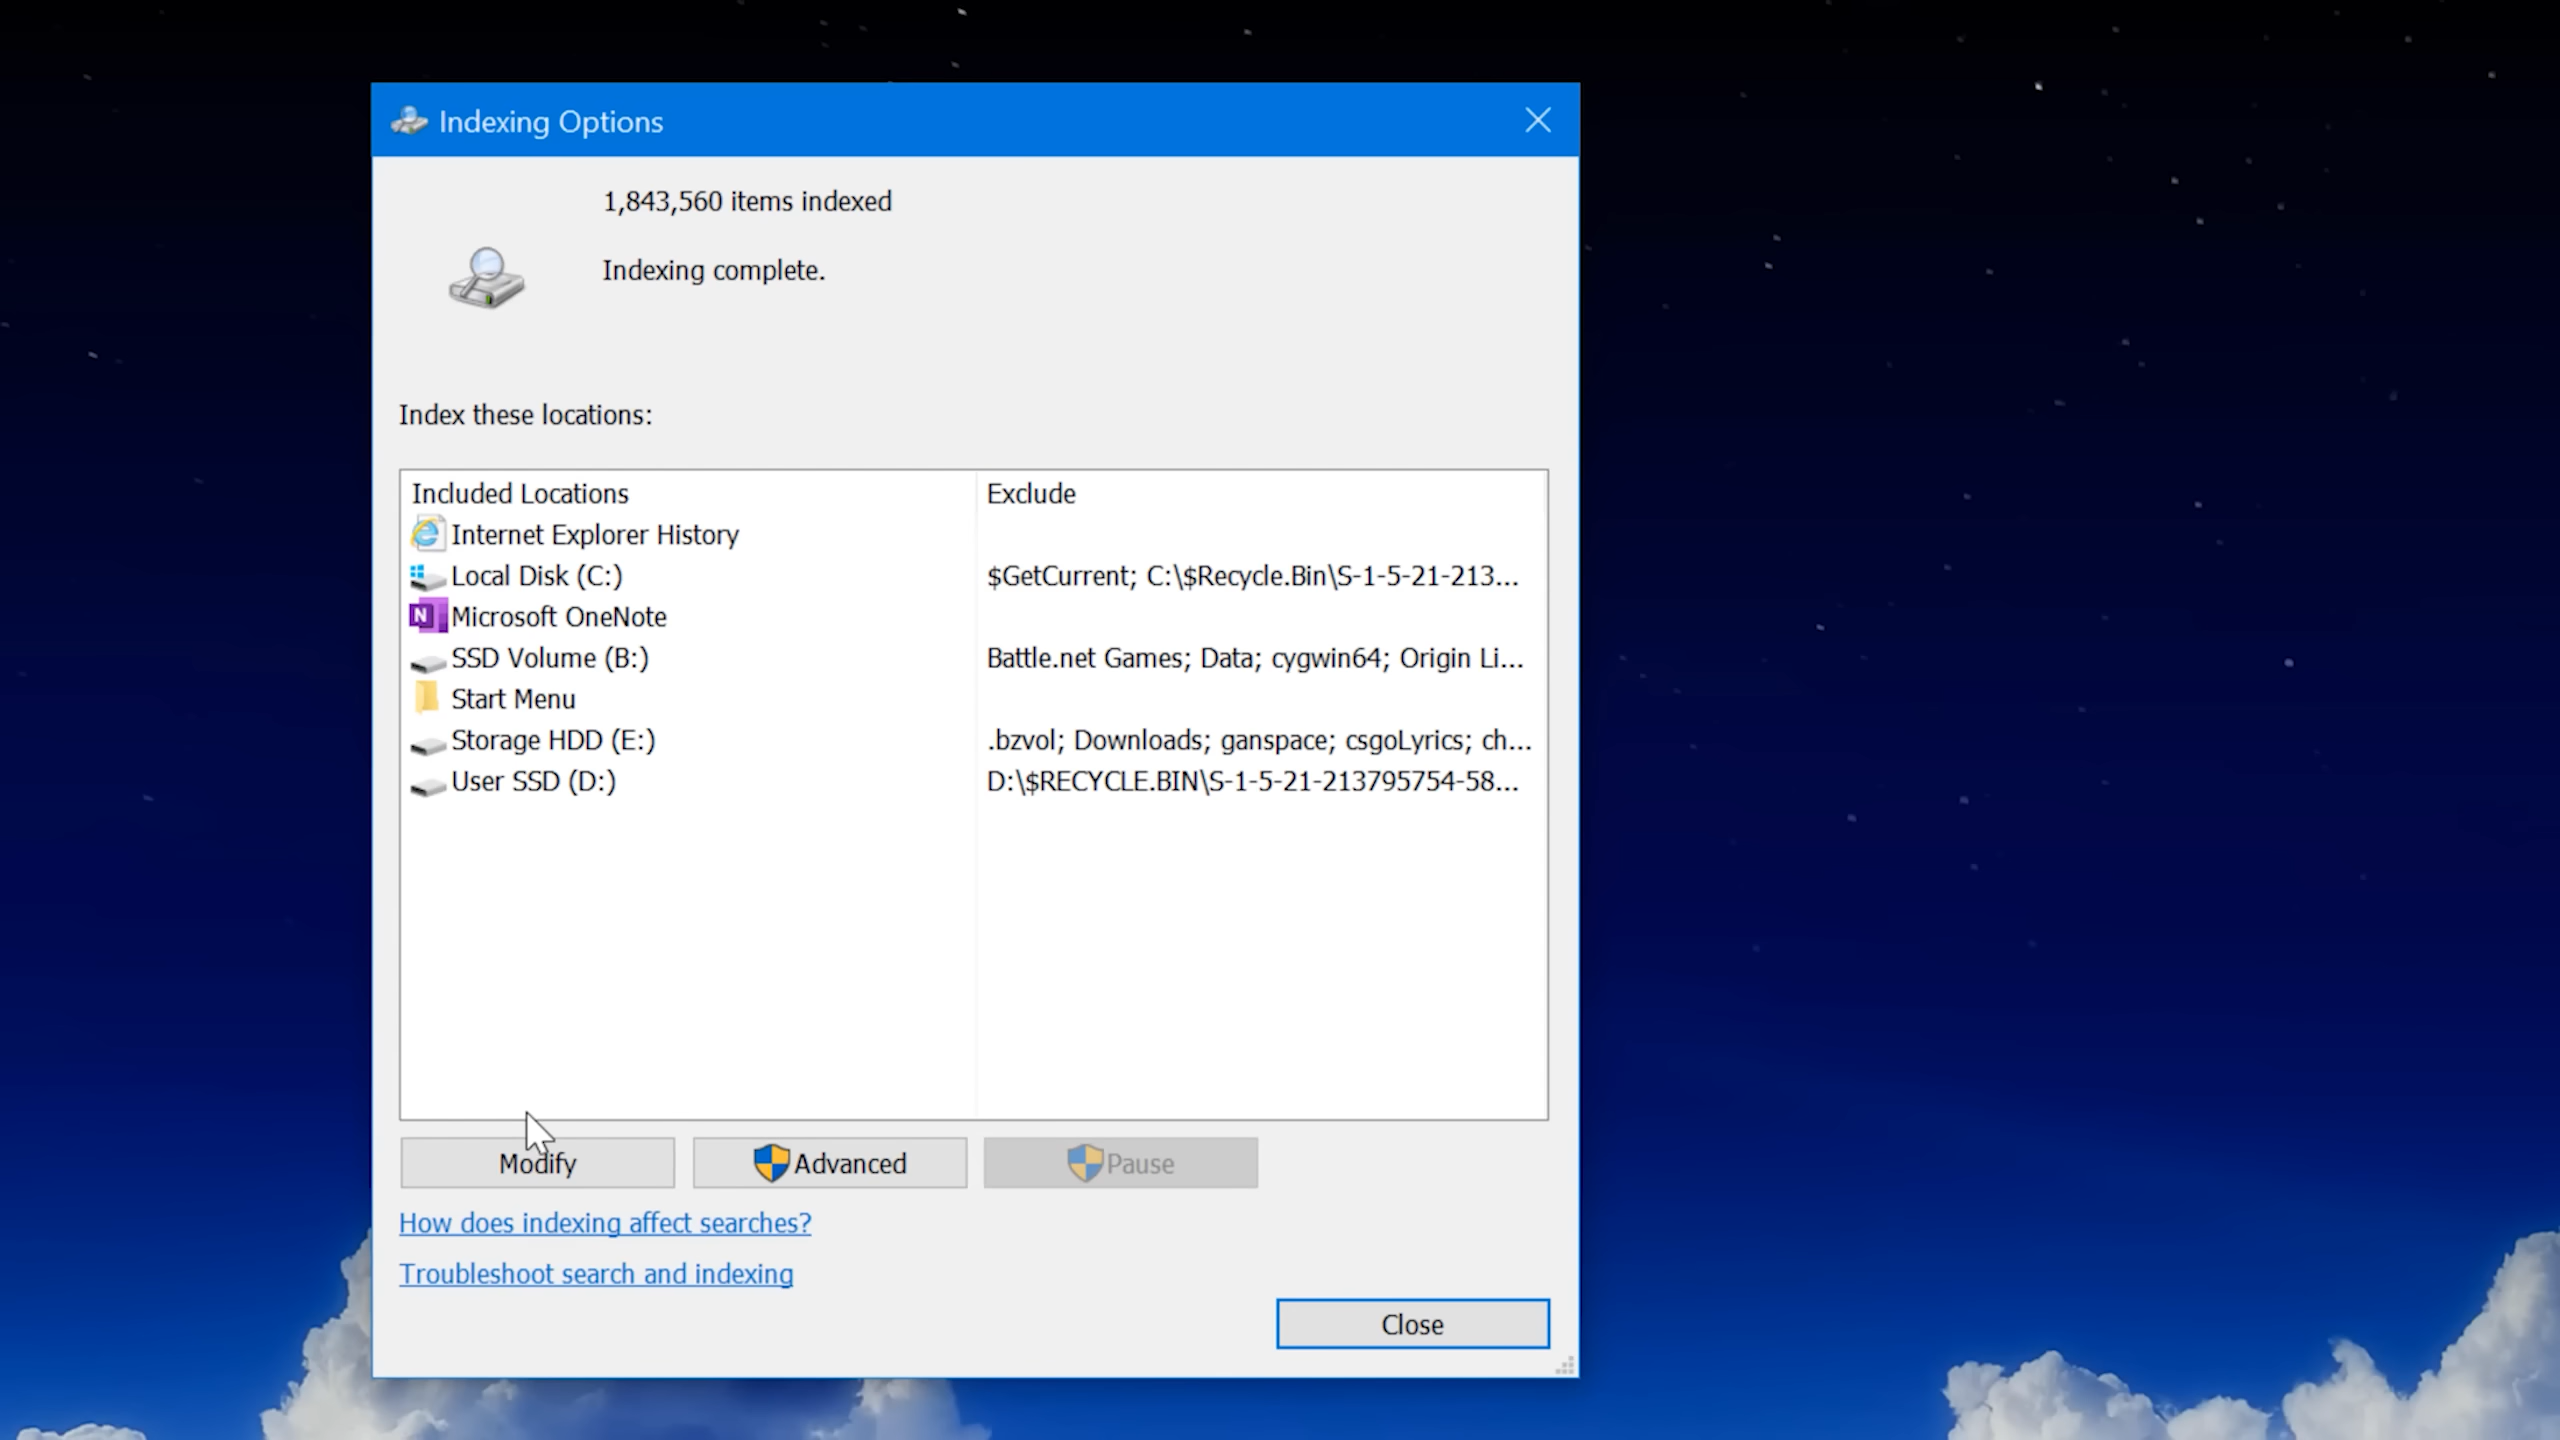 Indexing Options
1,843,560 items indexed
Indexing complete.
Index these locations:
Included Locations Exclude
Internet Explorer History
Local Disk (C:) $GetCurrent; C:\$Recycle.Bin\S-1-5-21-213...
N Microsoft OneNote
SSD Volume (B:) Battle.net Games; Data; cygwin64; Origin Li...
Start Menu
Storage HDD (E:) .bzvol; Downloads; ganspace; csgoLyrics; ch...
User SSD (D:) D:\$RECYCLE.BIN\S-1-5-21-213795754-58...
Modify Advanced Pause
How does indexing affect searches?
Troubleshoot search and indexing
Close